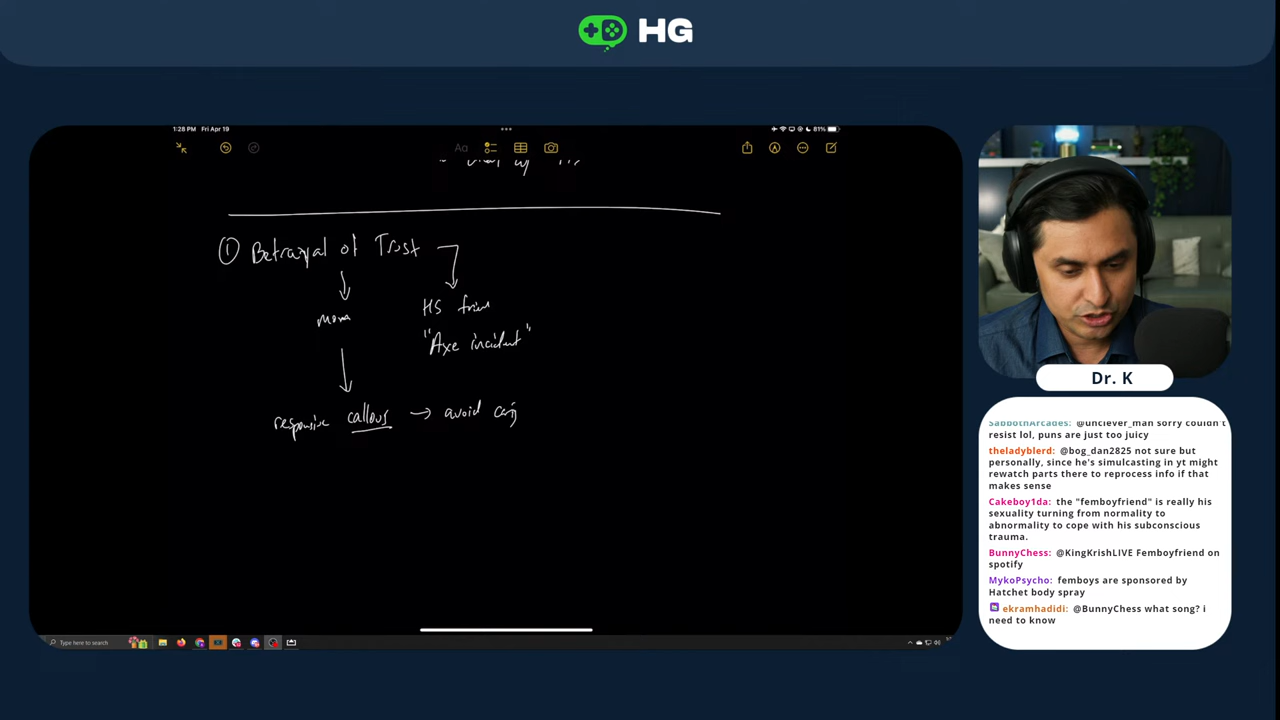 HG
1:28 PM Fri Apr 19
81%
Aa
① Betrayal of Trust
mom
HS
"Axe incident"
responsive callous → avoid
Type here to search
Dr. K
SabbothArcades: @unclever_man sorry couldn't
resist lol, puns are just too juicy
theladyblerd: @bog_dan2825 not sure but
personally, since he's simulcasting in yt might
rewatch parts there to reprocess info if that
makes sense
Cakeboy1da: the "femboyfriend" is really his
sexuality turning from normality to
abnormality to cope with his subconscious
trauma.
BunnyChess: @KingKrishLIVE Femboyfriend on
spotify
MykoPsycho: femboys are sponsored by
Hatchet body spray
ekramhadidi: @BunnyChess what song? i
need to know